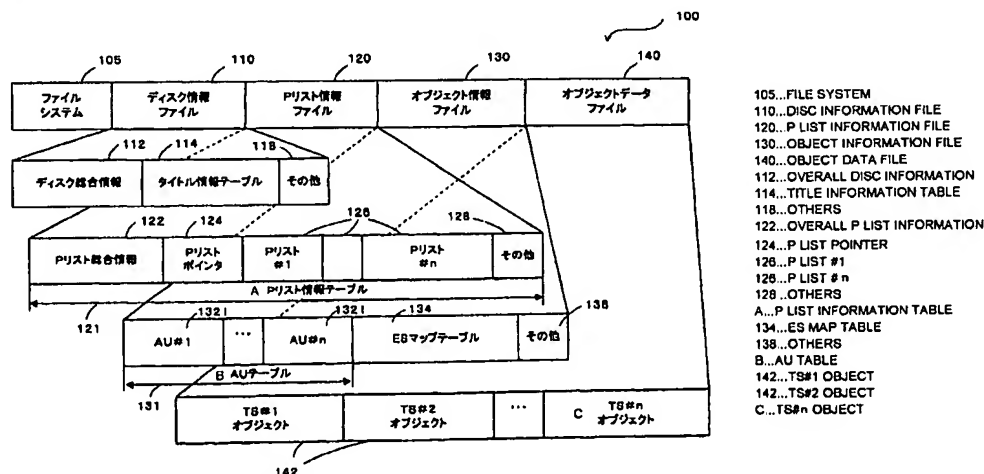 100
105
110
120
130
140
ファイル
システム
ディスク情報
ファイル
Pリスト情報
ファイル
オブジェクト情報
ファイル
オブジェクトデータ
ファイル
112
114
118
ディスク総合情報
タイトル情報テーブル
その他
122
124
126
128
Pリスト総合情報
Pリスト
ポインタ
Pリスト
#1
Pリスト
#n
その他
A Pリスト情報テーブル
121
1321
1321
134
138
AU#1
...
AU#n
ESマップテーブル
その他
B AUテーブル
131
TS#1
オブジェクト
TS#2
オブジェクト
...
C TS#n
オブジェクト
142
105...FILE SYSTEM
110...DISC INFORMATION FILE
120...P LIST INFORMATION FILE
130...OBJECT INFORMATION FILE
140...OBJECT DATA FILE
112...OVERALL DISC INFORMATION
114...TITLE INFORMATION TABLE
118...OTHERS
122...OVERALL P LIST INFORMATION
124...P LIST POINTER
126...P LIST #1
126...P LIST # n
128...OTHERS
A...P LIST INFORMATION TABLE
134...ES MAP TABLE
138...OTHERS
B...AU TABLE
142...TS#1 OBJECT
142...TS#2 OBJECT
C...TS#n OBJECT